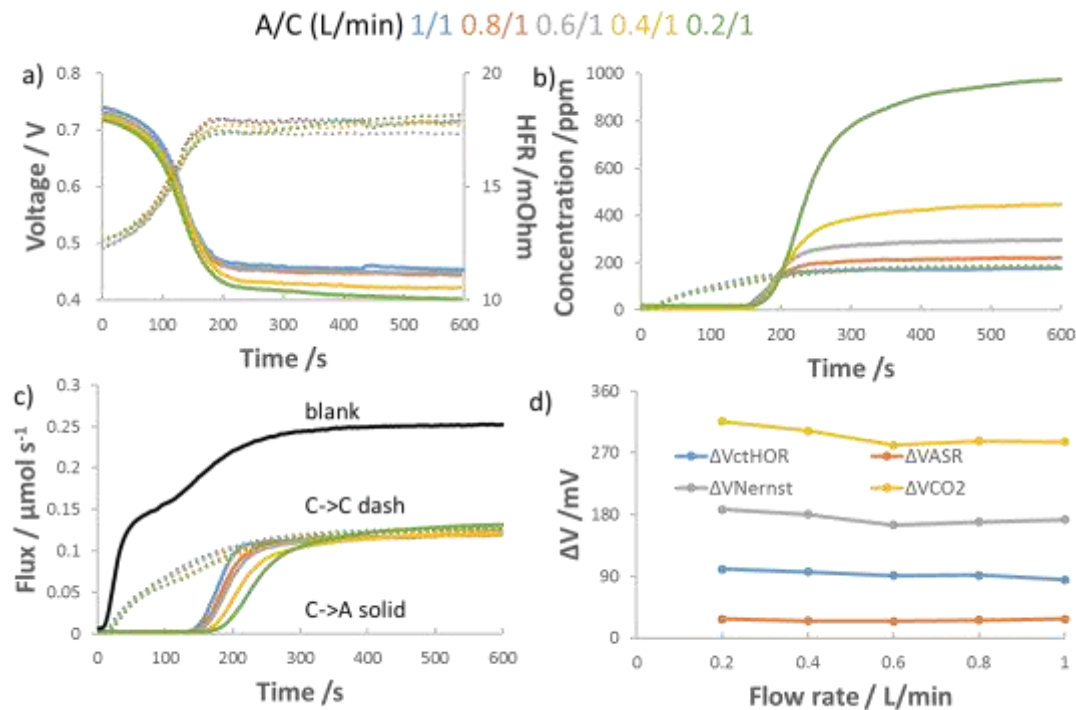 A/C (L/min) 1/1 0.8/1 0.6/1 0.4/1 0.2/1
a)
0.8
0.7
0.6
0.5
0.4
Voltage / V
20
15
10
HFR /mOhm
0 100 200 300 400 500 600
Time /s
b)
1000
800
600
400
200
0
Concentration /ppm
0 100 200 300 400 500 600
Time /s
c)
0.3
0.25
0.2
0.15
0.1
0.05
0
Flux / μmol s⁻¹
blank
C->C dash
C->A solid
0 100 200 300 400 500 600
Time /s
d)
360
270
180
90
0
ΔV /mV
ΔVctHOR ΔVASR
ΔVNernst ΔVCO2
0 0.2 0.4 0.6 0.8 1
Flow rate / L/min